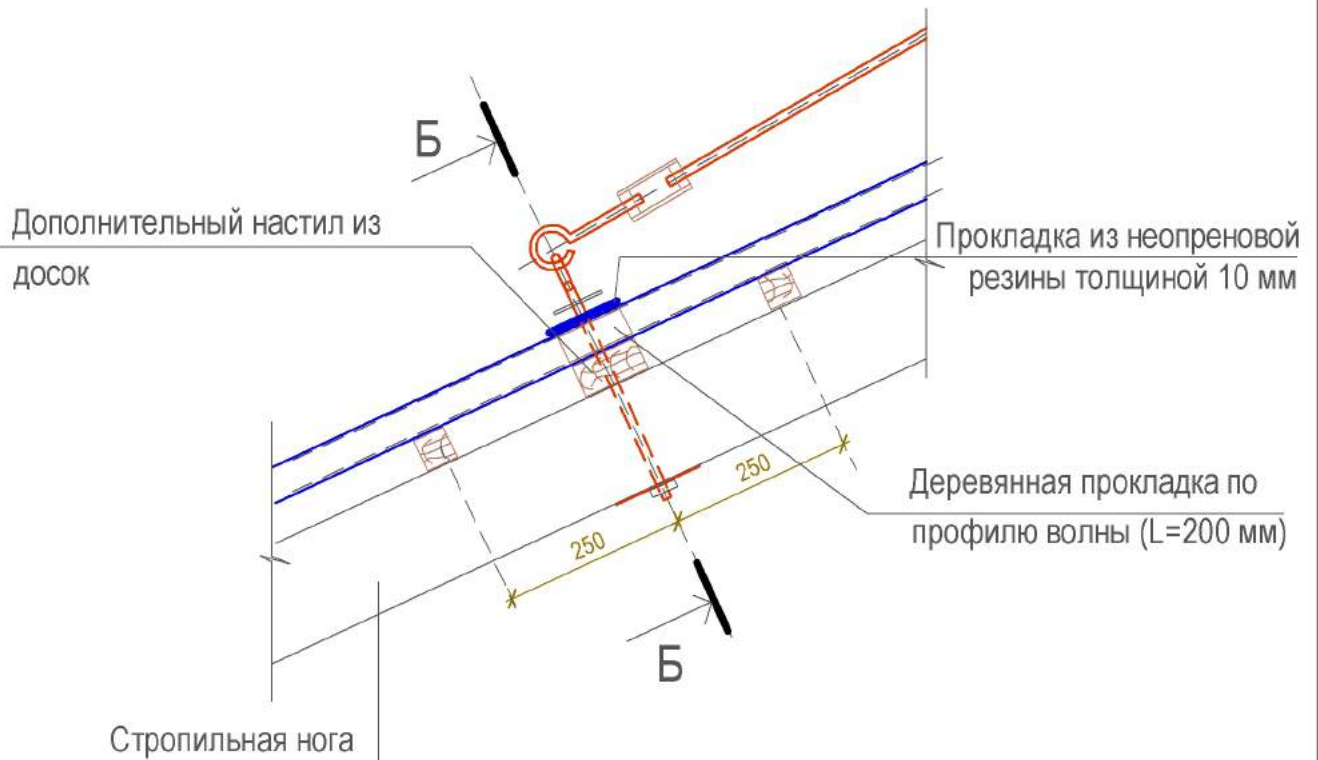 Б
Дополнительный настил из
досок
Прокладка из неопреновой
резины толщиной 10 мм
250
250
Деревянная прокладка по
профилю волны (L=200 мм)
Б
Стропильная нога